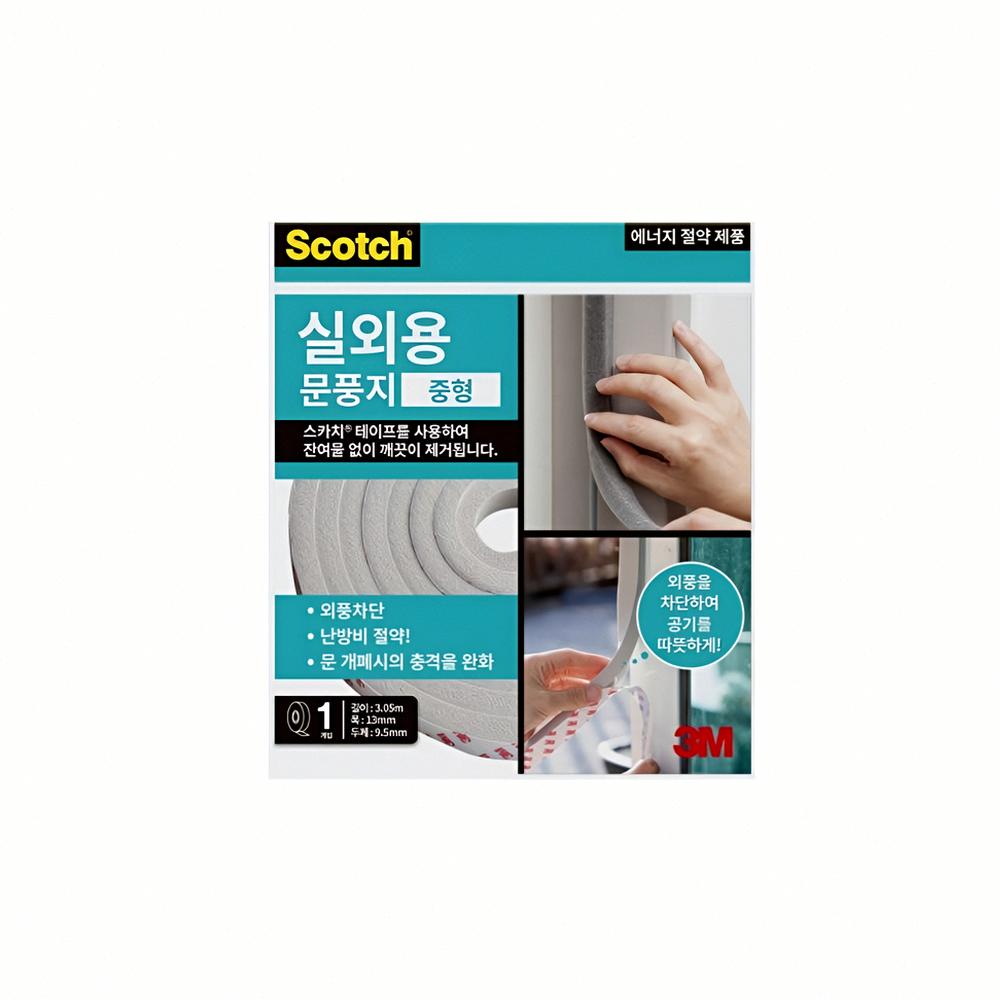 Scotch
에너지 절약 제품
실외용
문풍지 중형
스카치® 테이프를 사용하여
잔여물 없이 깨끗이 제거됩니다.
• 외풍차단
• 난방비 절약!
• 문 개폐시의 충격을 완화
1
개입
길이 : 3.05m
폭 : 13mm
두께 : 9.5mm
외풍을
차단하여
공기를
따뜻하게!
3M